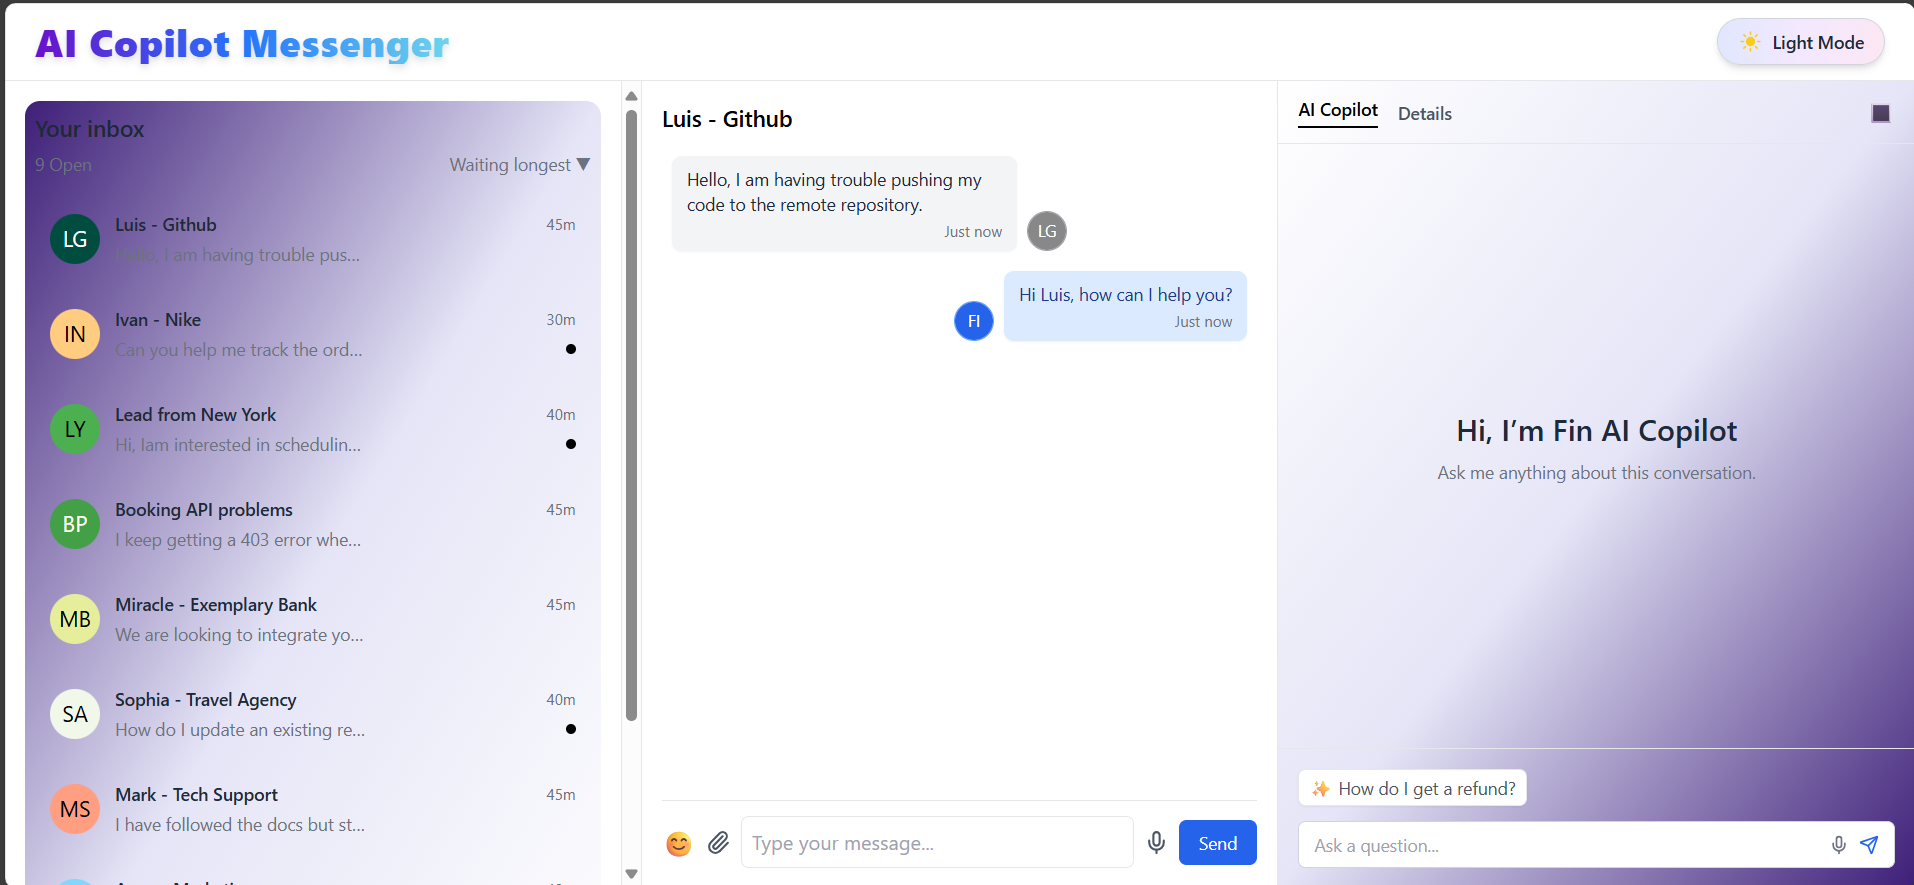 AI Copilot Messenger
Light Mode
Your inbox
9 Open
Waiting longest ▼
LG
Luis - Github
45m
Hello, I am having trouble pus...
IN
Ivan - Nike
30m
Can you help me track the ord...
LY
Lead from New York
40m
Hi, Iam interested in schedulin...
BP
Booking API problems
45m
I keep getting a 403 error whe...
MB
Miracle - Exemplary Bank
45m
We are looking to integrate yo...
SA
Sophia - Travel Agency
40m
How do I update an existing re...
MS
Mark - Tech Support
45m
I have followed the docs but st...
Luis - Github
Hello, I am having trouble pushing my
code to the remote repository.
Just now
LG
Hi Luis, how can I help you?
FI
Just now
Type your message...
Send
AI Copilot
Details
Hi, I’m Fin AI Copilot
Ask me anything about this conversation.
How do I get a refund?
Ask a question...